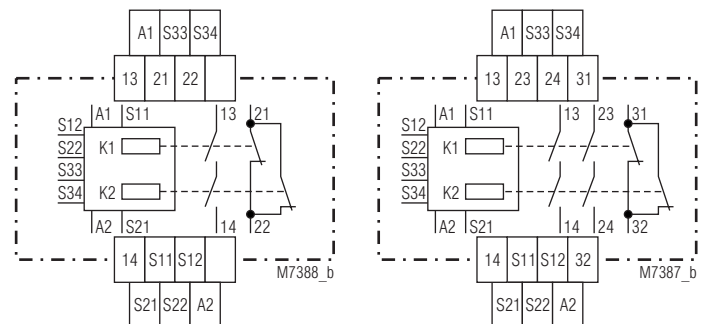 A1 S33 S34
13 21 22
A1 S11 13 21
S12
S22 K1
S33
S34 K2
A2 S21 14 22
14 S11 S12
M7388_b
S21 S22 A2
A1 S33 S34
13 23 24 31
A1 S11 13 23 31
S12
S22 K1
S33
S34 K2
A2 S21 14 24 32
14 S11 S12 32
M7387_b
S21 S22 A2